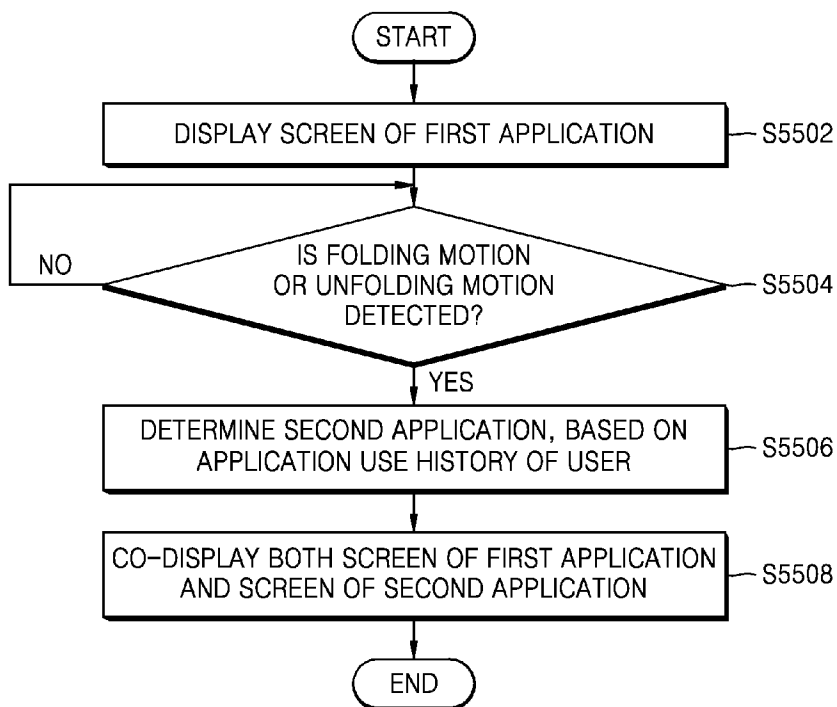 START
DISPLAY SCREEN OF FIRST APPLICATION
S5502
IS FOLDING MOTION
OR UNFOLDING MOTION
DETECTED?
NO
S5504
YES
DETERMINE SECOND APPLICATION, BASED ON
APPLICATION USE HISTORY OF USER
S5506
CO-DISPLAY BOTH SCREEN OF FIRST APPLICATION
AND SCREEN OF SECOND APPLICATION
S5508
END